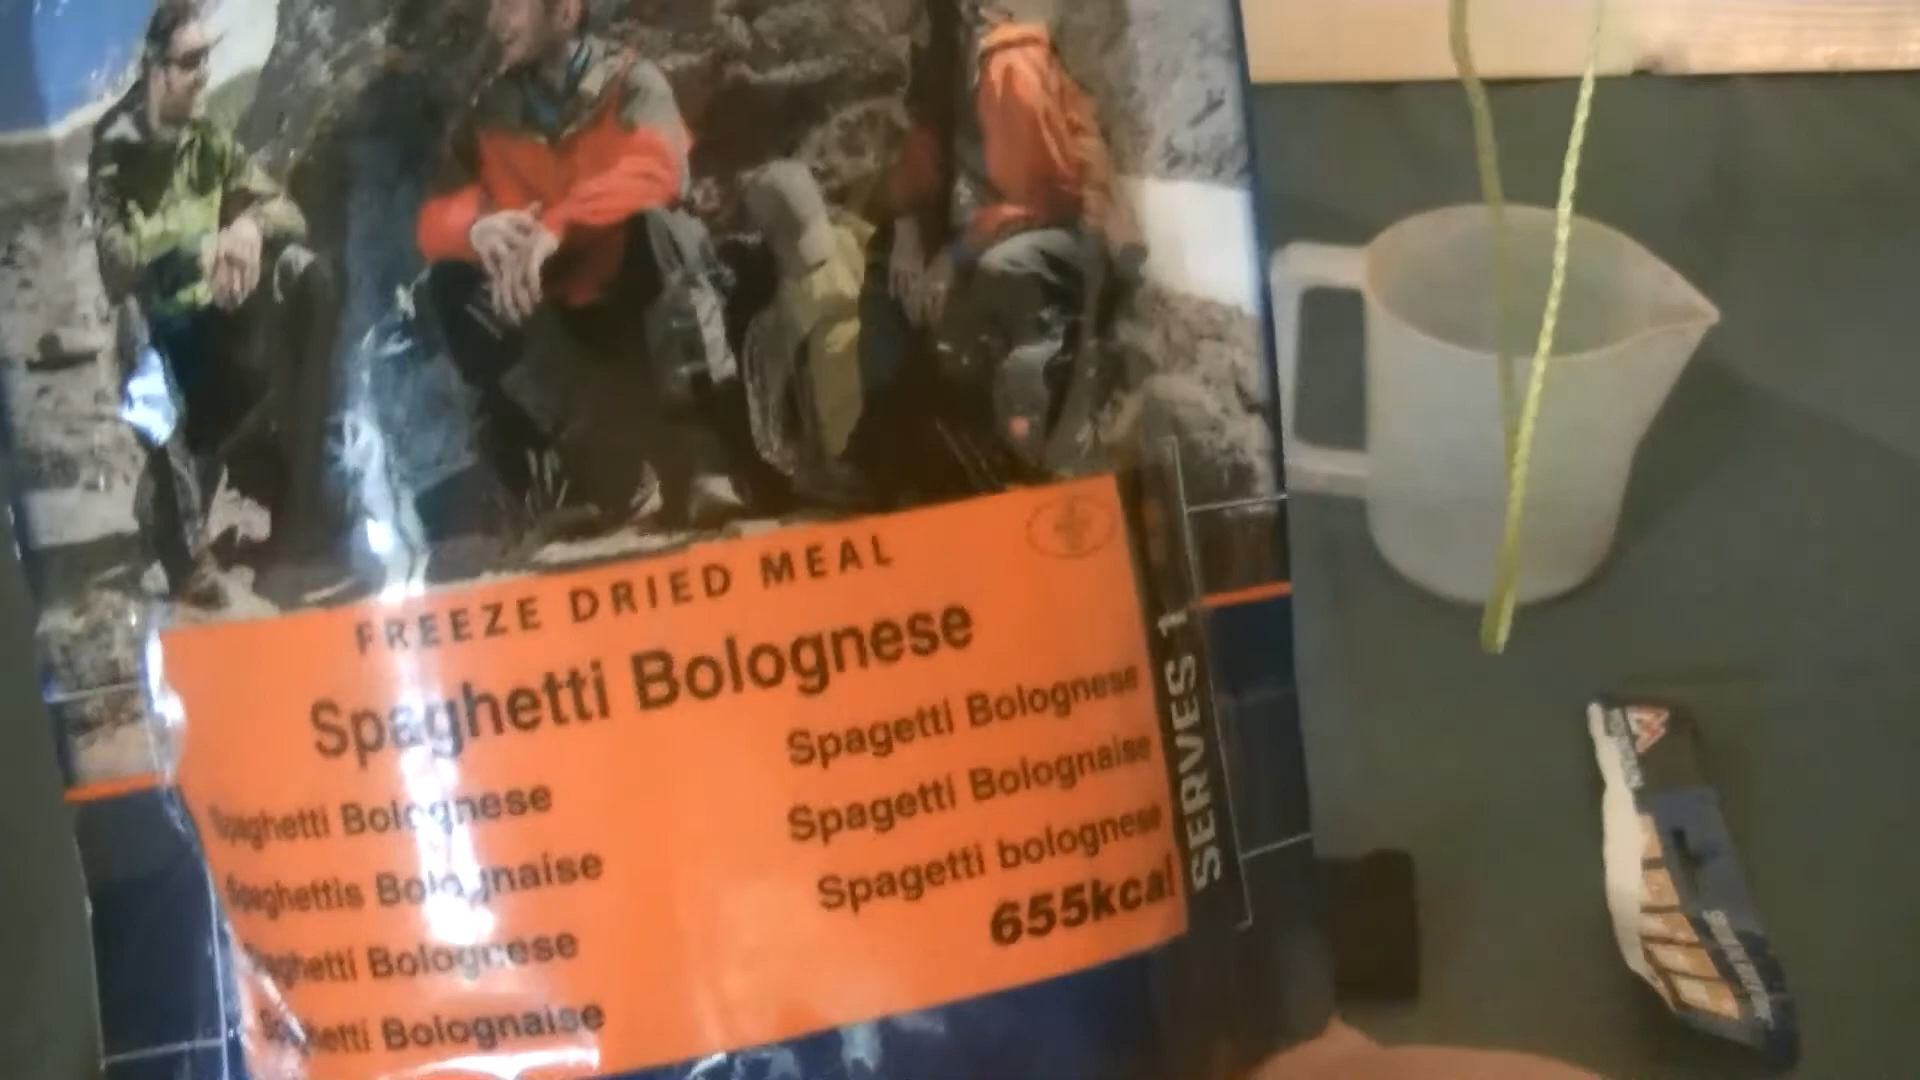 FREEZE DRIED MEAL
Spaghetti Bolognese
Spaghetti Bolognese
Spaghettis Bolognaise
Spaghetti Bolognese
Spaghetti Bolognaise
Spagetti Bolognese
Spagetti Bolognaise
Spagetti bolognese
655kcal
SERVES 1